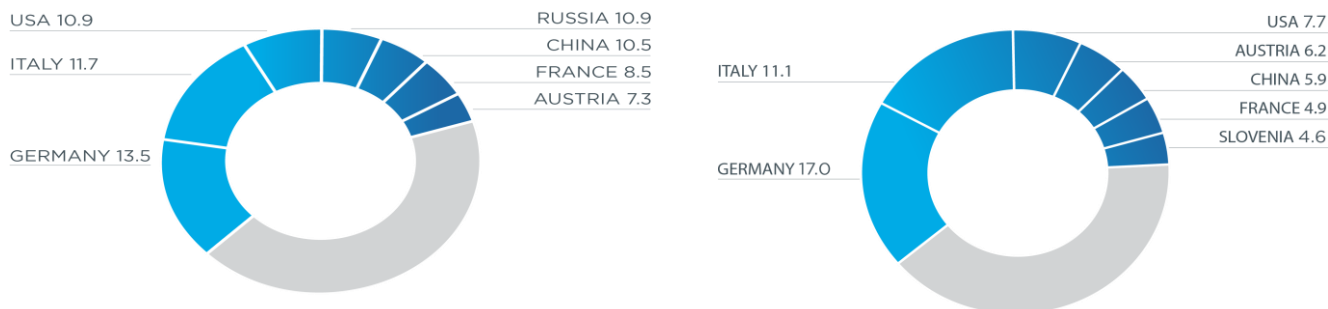 USA 10.9
ITALY 11.7
GERMANY 13.5
RUSSIA 10.9
CHINA 10.5
FRANCE 8.5
AUSTRIA 7.3
ITALY 11.1
GERMANY 17.0
USA 7.7
AUSTRIA 6.2
CHINA 5.9
FRANCE 4.9
SLOVENIA 4.6